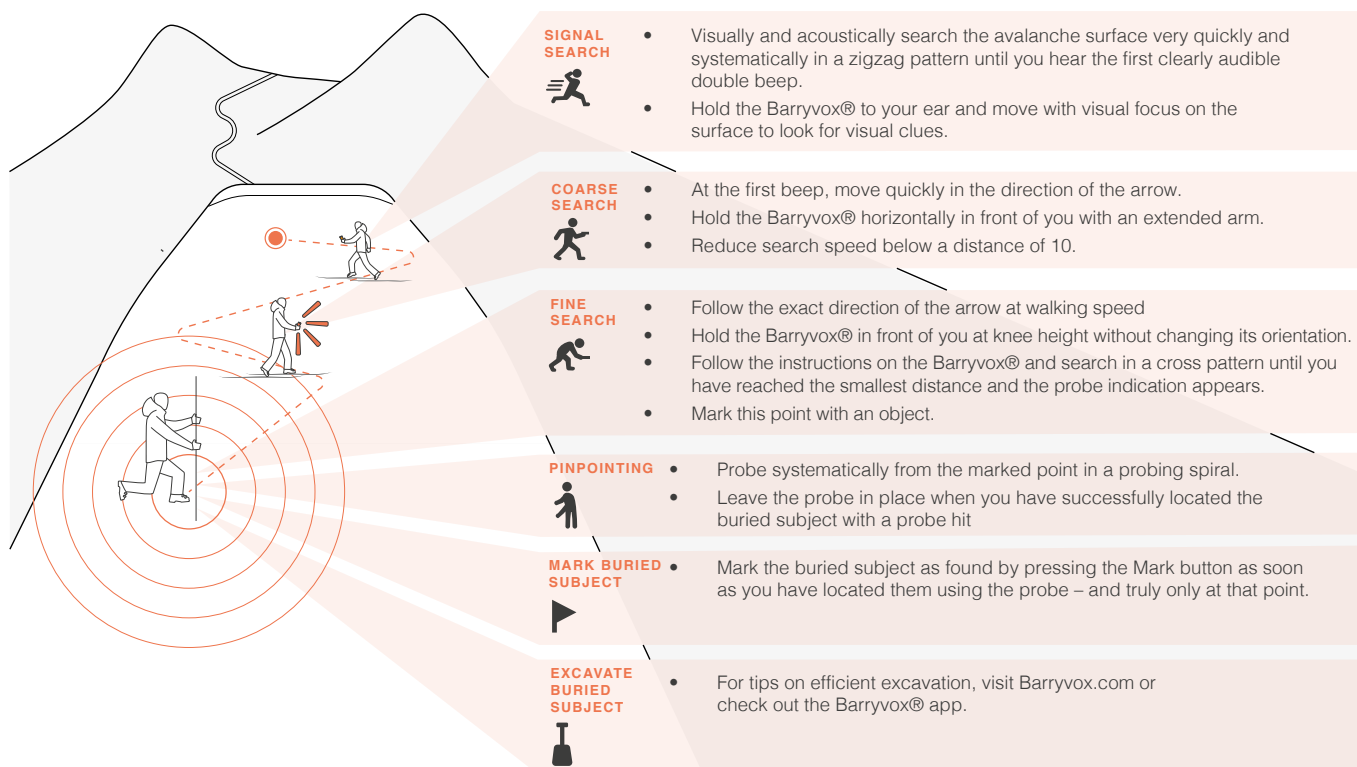 SIGNAL
SEARCH
• Visually and acoustically search the avalanche surface very quickly and
systematically in a zigzag pattern until you hear the first clearly audible
double beep.
• Hold the Barryvox® to your ear and move with visual focus on the
surface to look for visual clues.
COARSE
SEARCH
• At the first beep, move quickly in the direction of the arrow.
• Hold the Barryvox® horizontally in front of you with an extended arm.
• Reduce search speed below a distance of 10.
FINE
SEARCH
• Follow the exact direction of the arrow at walking speed
• Hold the Barryvox® in front of you at knee height without changing its orientation.
• Follow the instructions on the Barryvox® and search in a cross pattern until you
have reached the smallest distance and the probe indication appears.
• Mark this point with an object.
PINPOINTING
• Probe systematically from the marked point in a probing spiral.
• Leave the probe in place when you have successfully located the
buried subject with a probe hit
MARK BURIED
SUBJECT
• Mark the buried subject as found by pressing the Mark button as soon
as you have located them using the probe – and truly only at that point.
EXCAVATE
BURIED
SUBJECT
• For tips on efficient excavation, visit Barryvox.com or
check out the Barryvox® app.